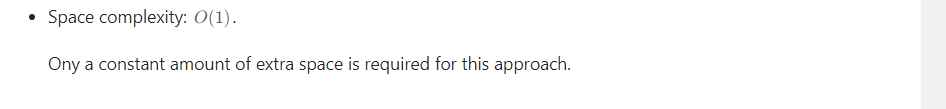 • Space complexity: O(1).
Ony a constant amount of extra space is required for this approach.